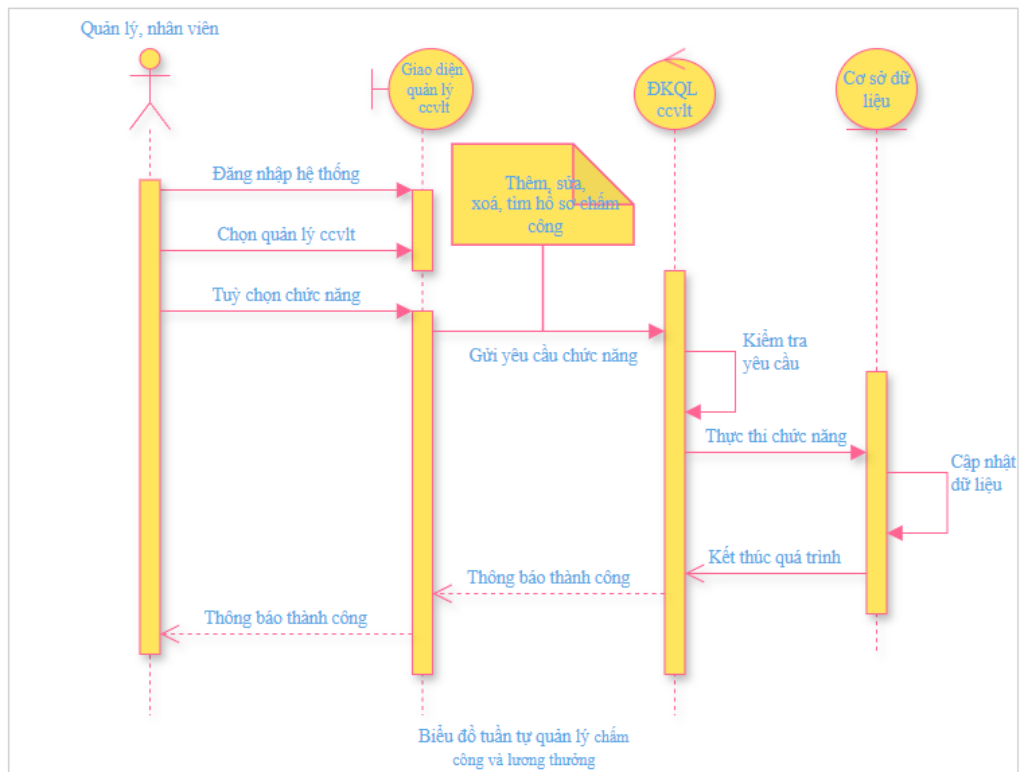 Quản lý, nhân viên
Giao diện
quản lý
ccvlt
ĐKQL
ccvlt
Cơ sở dữ
liệu
Đăng nhập hệ thống
Thêm, sửa,
xoá, tìm hồ sơ chấm
công
Chọn quản lý ccvlt
Tuỳ chọn chức năng
Gửi yêu cầu chức năng
Kiểm tra
yêu cầu
Thực thi chức năng
Cập nhật
dữ liệu
Kết thúc quá trình
Thông báo thành công
Thông báo thành công
Biểu đồ tuần tự quản lý chấm
công và lương thưởng